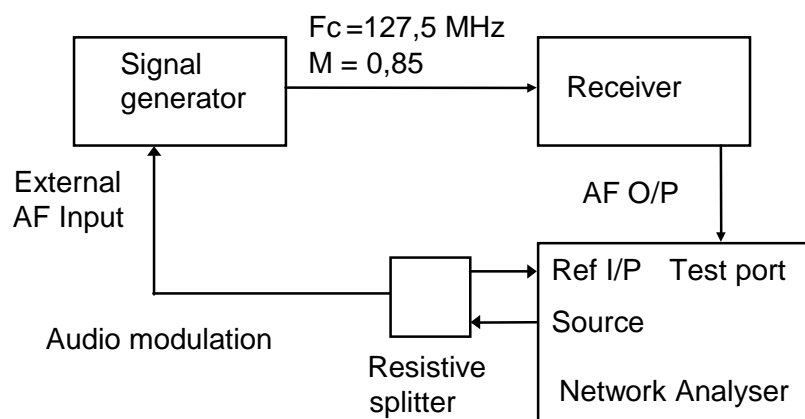 Fc =127,5 MHz
M = 0,85
Signal
generator
Receiver
External
AF Input
AF O/P
Ref I/P Test port
Source
Audio modulation
Resistive
splitter
Network Analyser